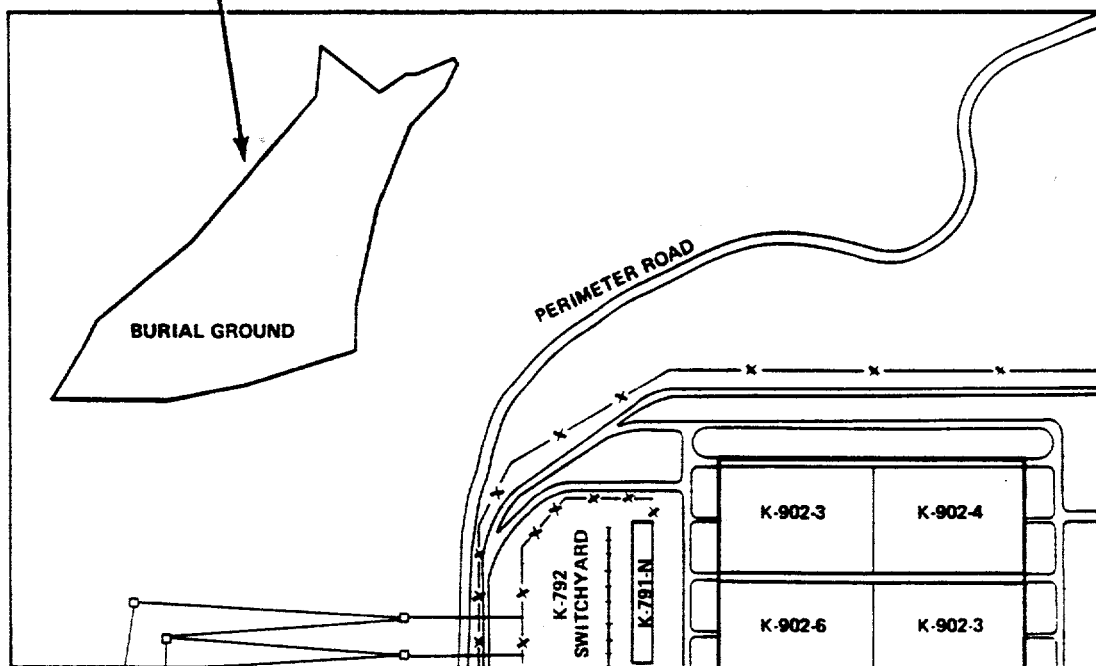 PERIMETER ROAD
BURIAL GROUND
K-902-3
K-902-4
K-792
SWITCHYARD
K-791-N
K-902-6
K-902-3